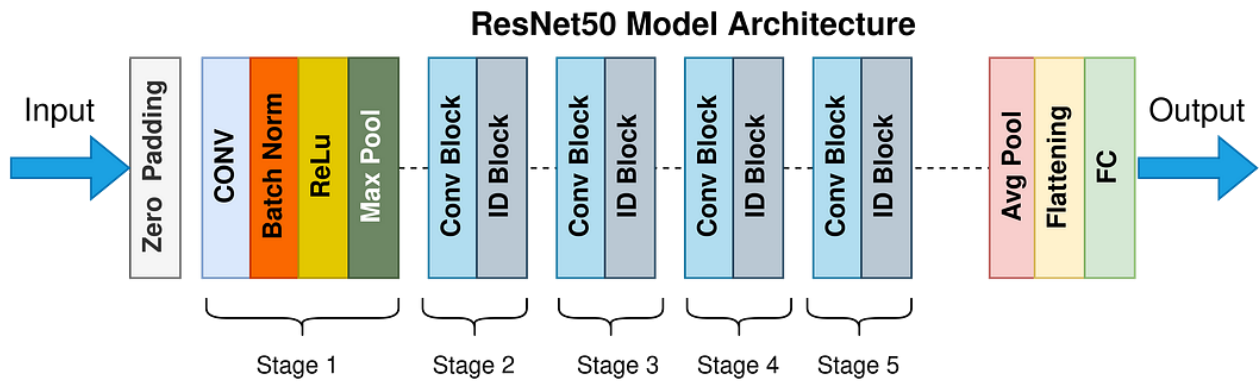 ResNet50 Model Architecture
Input
Zero Padding
CONV
Batch Norm
ReLu
Max Pool
Conv Block
ID Block
Conv Block
ID Block
Conv Block
ID Block
Conv Block
ID Block
Avg Pool
Flattening
FC
Output
Stage 1
Stage 2
Stage 3
Stage 4
Stage 5